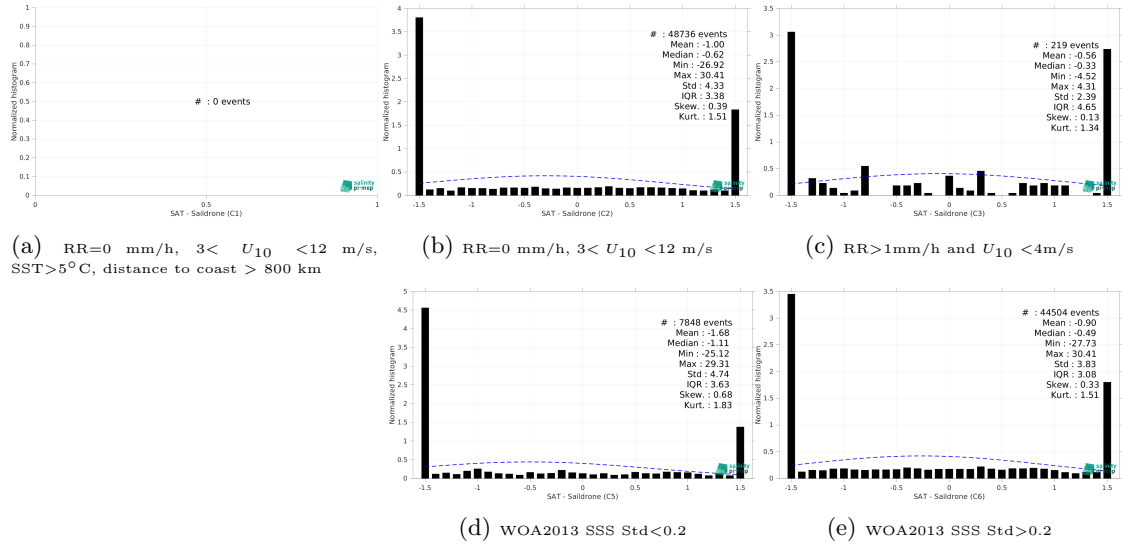 1
0.9
0.8
0.7
0.6
0.5
0.4
0.3
0.2
0.1
0
Normalized histogram
# : 0 events
salinity
pi-mep
0 0.5 1
SAT - Saildrone (C1)
(a) RR=0 mm/h, 3< U10 <12 m/s,
SST>5°C, distance to coast > 800 km
4
3.5
3
2.5
2
1.5
1
0.5
0
Normalized histogram
# : 48736 events
Mean : -1.00
Median : -0.62
Min : -26.92
Max : 30.41
Std : 4.33
IQR : 3.38
Skew. : 0.39
Kurt. : 1.51
salinity
pi-mep
-1.5 -1 -0.5 0 0.5 1 1.5
SAT - Saildrone (C2)
(b) RR=0 mm/h, 3< U10 <12 m/s
3.5
3
2.5
2
1.5
1
0.5
0
Normalized histogram
# : 219 events
Mean : -0.56
Median : -0.33
Min : -4.52
Max : 4.31
Std : 2.39
IQR : 4.65
Skew. : 0.13
Kurt. : 1.34
salinity
pi-mep
-1.5 -1 -0.5 0 0.5 1 1.5
SAT - Saildrone (C3)
(c) RR>1mm/h and U10 <4m/s
5
4.5
4
3.5
3
2.5
2
1.5
1
0.5
0
Normalized histogram
# : 7848 events
Mean : -1.68
Median : -1.11
Min : -25.12
Max : 29.31
Std : 4.74
IQR : 3.63
Skew. : 0.68
Kurt. : 1.83
salinity
pi-mep
-1.5 -1 -0.5 0 0.5 1 1.5
SAT - Saildrone (C5)
(d) WOA2013 SSS Std<0.2
3.5
3
2.5
2
1.5
1
0.5
0
Normalized histogram
# : 44504 events
Mean : -0.90
Median : -0.49
Min : -27.73
Max : 30.41
Std : 3.83
IQR : 3.08
Skew. : 0.33
Kurt. : 1.51
salinity
pi-mep
-1.5 -1 -0.5 0 0.5 1 1.5
SAT - Saildrone (C6)
(e) WOA2013 SSS Std>0.2